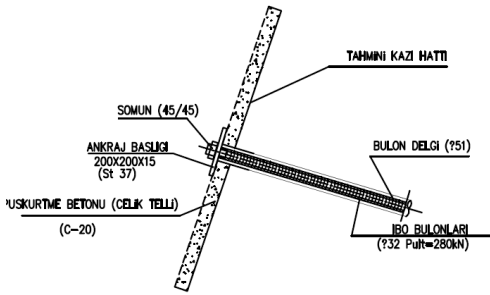 TAHMiNi KAZI HATTI
SOMUN (45/45)
ANKRAJ BASLIGI
200X200X15
(St 37)
BULON DELGI (?51)
PUSKURTME BETONU (CELiK TELLi)
(C-20)
IBO BULONLARI
(?32 Pult=280kN)